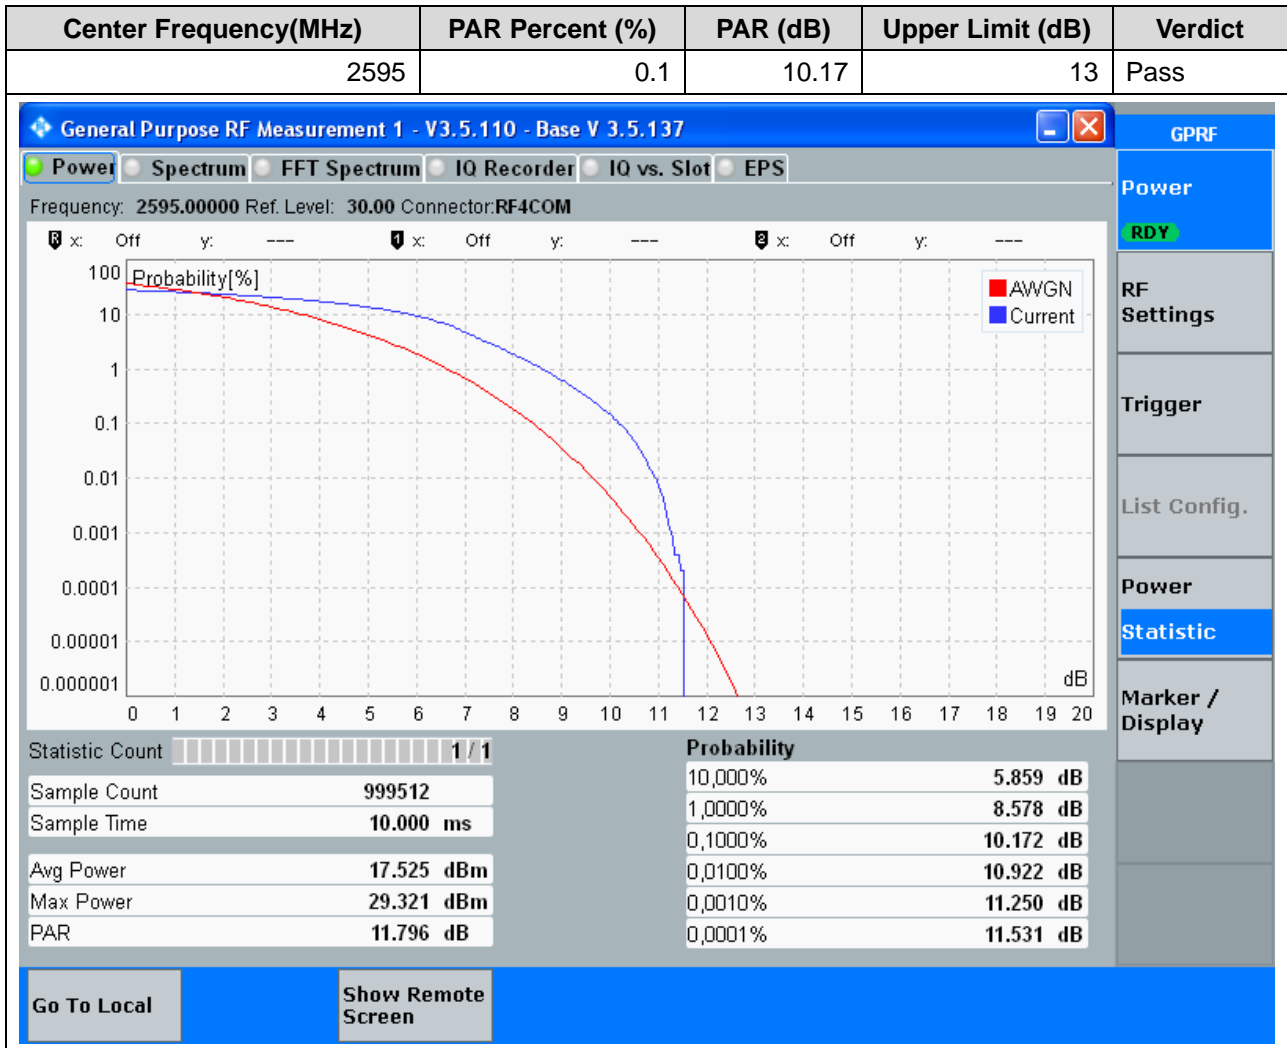 Center Frequency(MHz) PAR Percent (%) PAR (dB) Upper Limit (dB) Verdict
2595 0.1 10.17 13 Pass
General Purpose RF Measurement 1 - V3.5.110 - Base V 3.5.137
GPRF
Power Spectrum FFT Spectrum IQ Recorder IQ vs. Slot EPS
Power
RDY
Frequency: 2595.00000 Ref. Level: 30.00 Connector:RF4COM
R x: Off y: --- 1 x: Off y: --- 2 x: Off y: ---
Probability[%]
AWGN
Current
100
10
1
0.1
0.01
0.001
0.0001
0.00001
0.000001
dB
0 1 2 3 4 5 6 7 8 9 10 11 12 13 14 15 16 17 18 19 20
RF
Settings
Trigger
List Config.
Power
Statistic
Marker /
Display
Statistic Count 1 / 1
Sample Count 999512
Sample Time 10.000 ms
Avg Power 17.525 dBm
Max Power 29.321 dBm
PAR 11.796 dB
Probability
10,000% 5.859 dB
1,0000% 8.578 dB
0,1000% 10.172 dB
0,0100% 10.922 dB
0,0010% 11.250 dB
0,0001% 11.531 dB
Go To Local
Show Remote
Screen